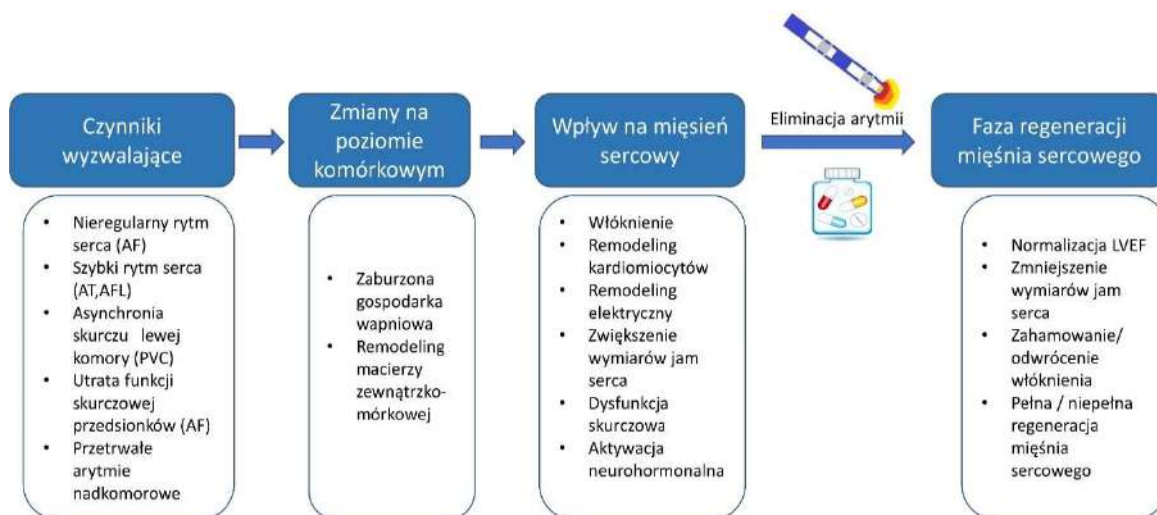 Czynniki
wyzwalające
Nieregularny rytm
serca (AF)
Szybki rytm serca
(AT,AFL)
Asynchronia
skurczu lewej
komory (PVC)
Utrata funkcji
skurczowej
przedsionków (AF)
Przetrwałe
arytmie
nadkomorowe
Zmiany na
poziomie
komórkowym
Zaburzona
gospodarka
wapniowa
Remodeling
macierzy
zewnątrzko-
mórkowej
Wpływ na mięsień
sercowy
Włóknienie
Remodeling
kardiomiocytów
Remodeling
elektryczny
Zwiększenie
wymiarów jam
serca
Dysfunkcja
skurczowa
Aktywacja
neurohormonalna
Eliminacja arytmii
Faza regeneracji
mięśnia sercowego
Normalizacja LVEF
Zmniejszenie
wymiarów jam
serca
Zahamowanie/
odwrócenie
włóknienia
Pełna / niepełna
regeneracja
mięśnia
sercowego